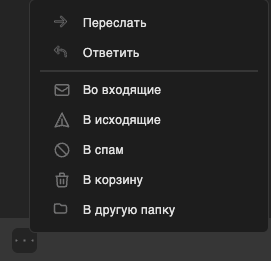 Переслать
Ответить
Во входящие
В исходящие
В спам
В корзину
В другую папку